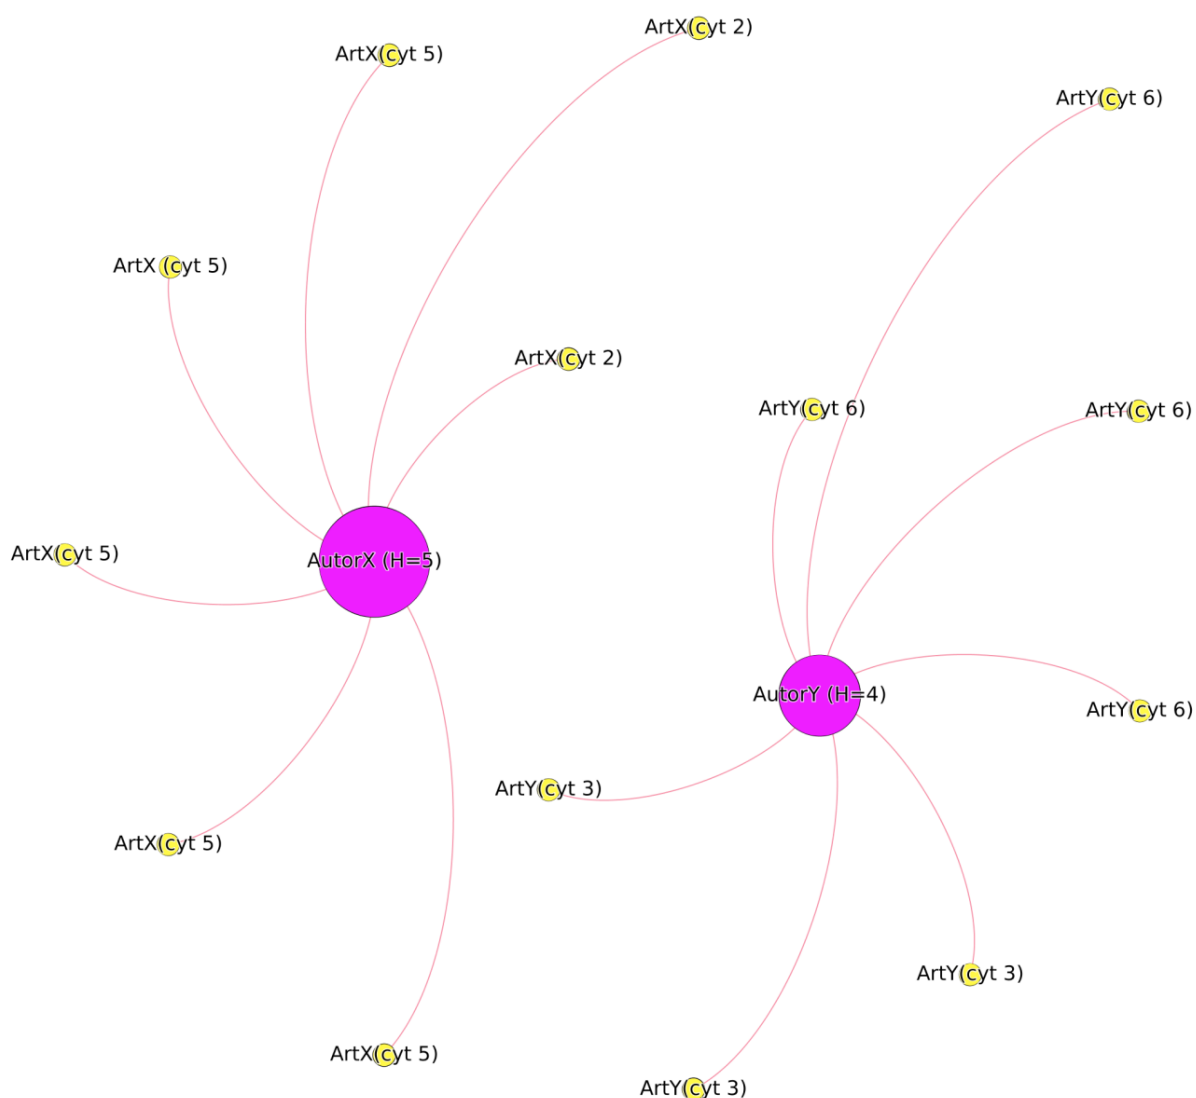 ArtX(cyt 2)
ArtX(cyt 5)
ArtY(cyt 6)
ArtX (cyt 5)
ArtX(cyt 2)
ArtY(cyt 6)
ArtY(cyt 6)
ArtX(cyt 5)
AutorX (H=5)
AutorY (H=4)
ArtY(cyt 6)
ArtY(cyt 3)
ArtX(cyt 5)
ArtY(cyt 3)
ArtX(cyt 5)
ArtY(cyt 3)